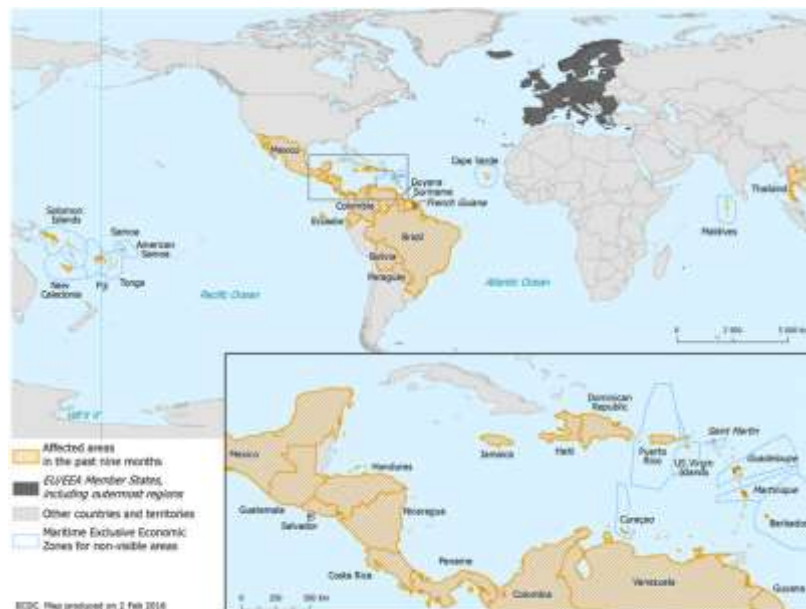 Mexico
Cape Verde
Guyana
Suriname
French Guiana
Colombia
Ecuador
Brazil
Bolivia
Paraguay
Thailand
Maldives
Solomon
Islands
Samoa
American
Samoa
New
Caledonia
Fiji
Tonga
Pacific Ocean
Atlantic Ocean
Dominican
Republic
Saint Martin
Mexico
Honduras
Jamaica
Haiti
Puerto
Rico
US Virgin
Islands
Guadeloupe
Martinique
Guatemala
Salvador
Nicaragua
Curaçao
Barbados
Costa Rica
Panama
Colombia
Venezuela
Guyana
Affected areas
in the past nine months
EU/EEA Member States,
including outermost regions
Other countries and territories
Maritime Exclusive Economic
Zones for non-visible areas
ECDC Map produced on 2 Feb 2016